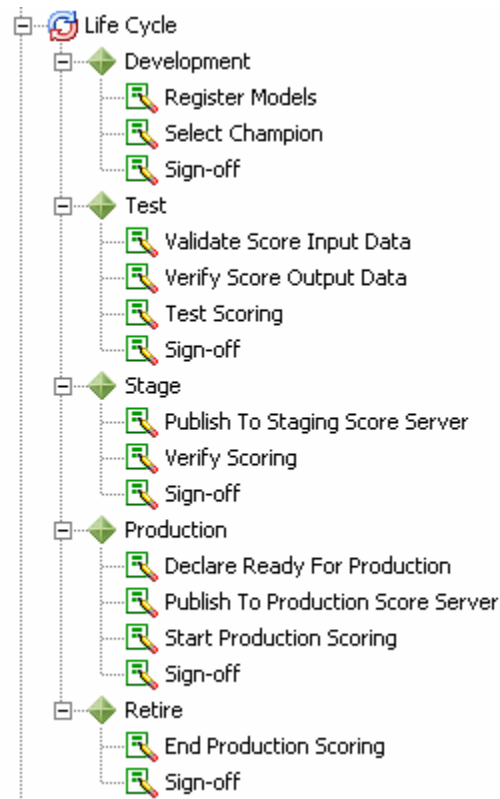 Life Cycle
Development
Register Models
Select Champion
Sign-off
Test
Validate Score Input Data
Verify Score Output Data
Test Scoring
Sign-off
Stage
Publish To Staging Score Server
Verify Scoring
Sign-off
Production
Declare Ready For Production
Publish To Production Score Server
Start Production Scoring
Sign-off
Retire
End Production Scoring
Sign-off